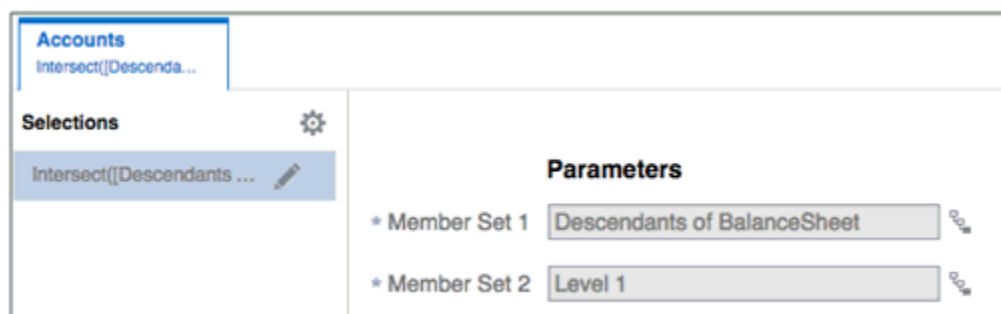 Accounts
Intersect([Descenda...
Selections
Intersect([Descendants ...
Parameters
* Member Set 1 Descendants of BalanceSheet
* Member Set 2 Level 1